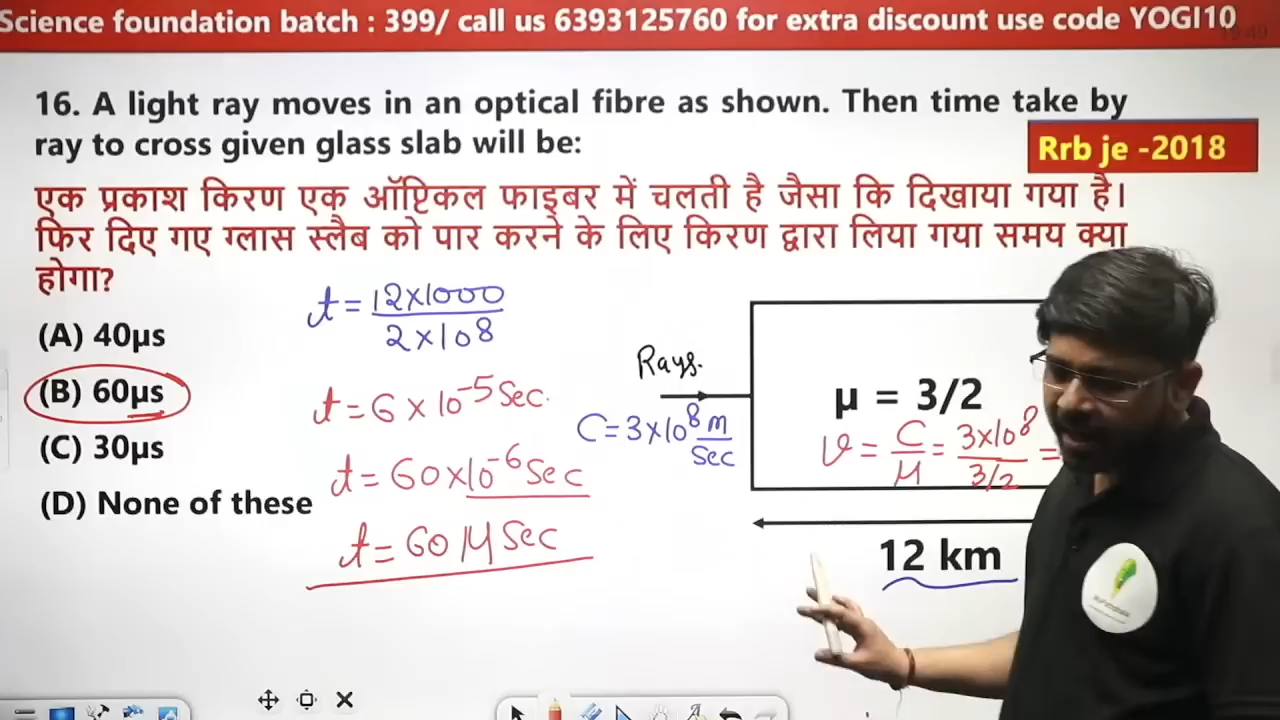 Science foundation batch : 399/ call us 6393125760 for extra discount use code YOGI10
16. A light ray moves in an optical fibre as shown. Then time take by
ray to cross given glass slab will be:
Rrb je -2018
एक प्रकाश किरण एक ऑप्टिकल फाइबर में चलती है जैसा कि दिखाया गया है।
फिर दिए गए ग्लास स्लैब को पार करने के लिए किरण द्वारा लिया गया समय क्या
होगा?
(A) 40µs
(B) 60µs
(C) 30µs
(D) None of these
t = 12×1000 / 2×10⁸
t = 6 × 10⁻⁵ Sec.
t = 60×10⁻⁶ Sec
t = 60 μ Sec
Rays.
C = 3×10⁸ m/Sec
µ = 3/2
v = C/μ = 3×10⁸ / 3/2 =
12 km